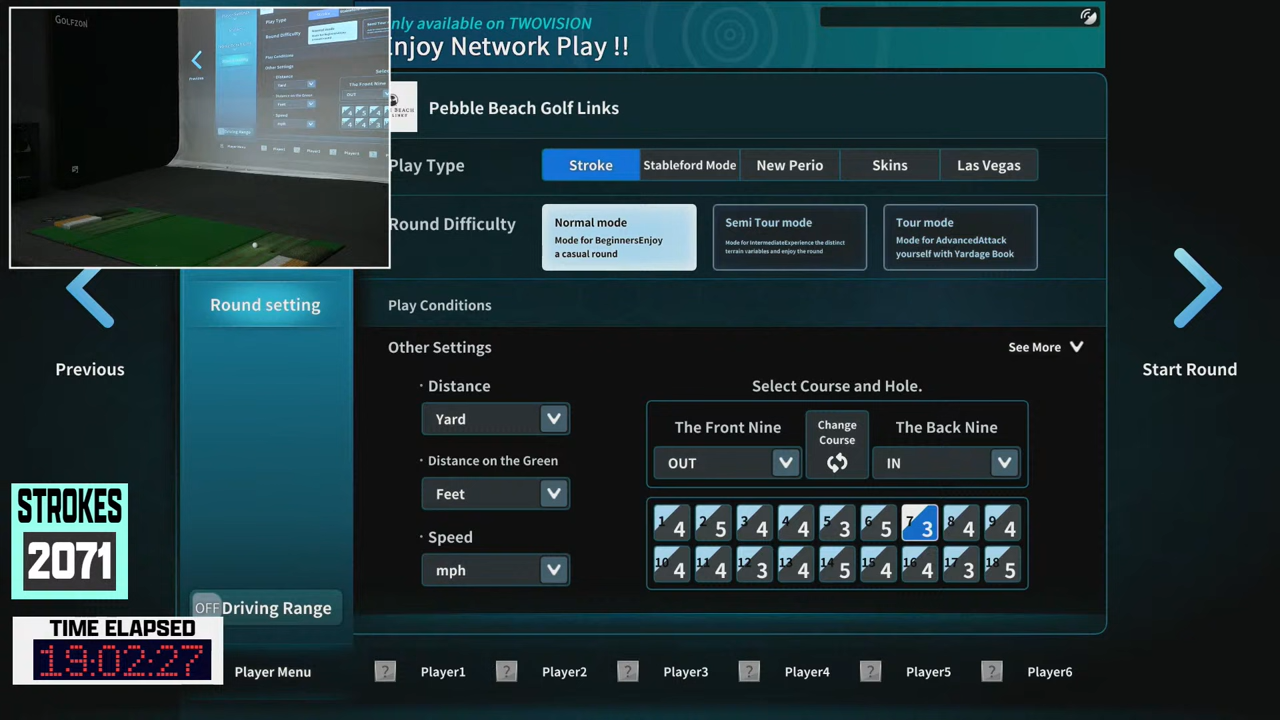 only available on TWOVISION
Enjoy Network Play !!
GOLFZON
Pebble Beach Golf Links
Play Type
Stroke
Stableford Mode
New Perio
Skins
Las Vegas
Round Difficulty
Normal mode
Mode for BeginnersEnjoy
a casual round
Semi Tour mode
Mode for IntermediateExperience the distinct
terrain variables and enjoy the round
Tour mode
Mode for AdvancedAttack
yourself with Yardage Book
Previous
Round setting
Play Conditions
Start Round
Other Settings
See More
Distance
Yard
Distance on the Green
Feet
Speed
mph
Select Course and Hole.
The Front Nine
OUT
Change
Course
The Back Nine
IN
1 4 2 5 3 4 4 4 5 3 6 5 7 3 8 4 9 4
10 4 11 4 12 3 13 4 14 5 15 4 16 4 17 3 18 5
STROKES
2071
OFF Driving Range
TIME ELAPSED
19:02:27
Player Menu
? Player1
? Player2
? Player3
? Player4
? Player5
? Player6